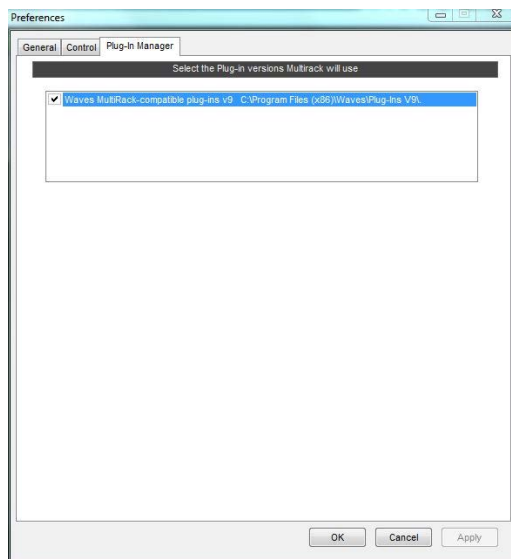 Preferences
General Control Plug-In Manager
Select the Plug-in versions Multirack will use
Waves MultiRack-compatible plug-ins v9 C:\Program Files (x86)\Waves\Plug-Ins V9\
OK Cancel Apply